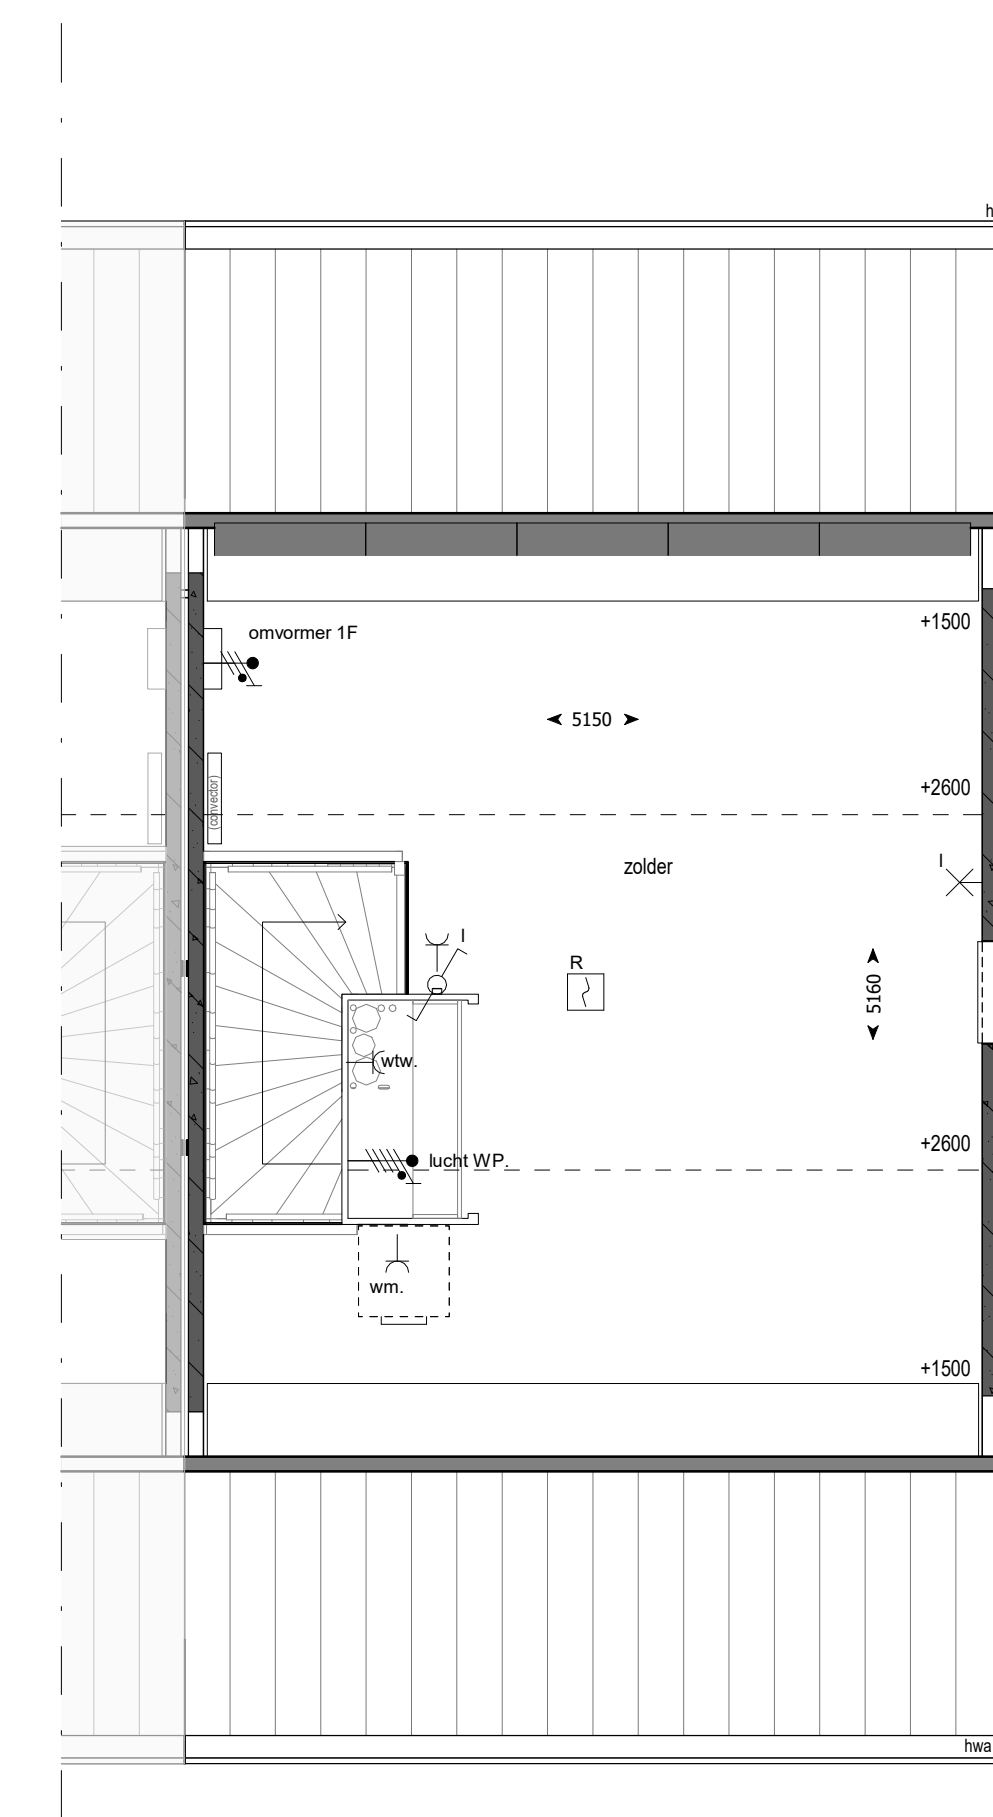 h
+1500
omvormer 1F
5150
+2600
(convector)
zolder
l
l
R
5160
wtw.
+2600
lucht WP.
wm.
+1500
hwa